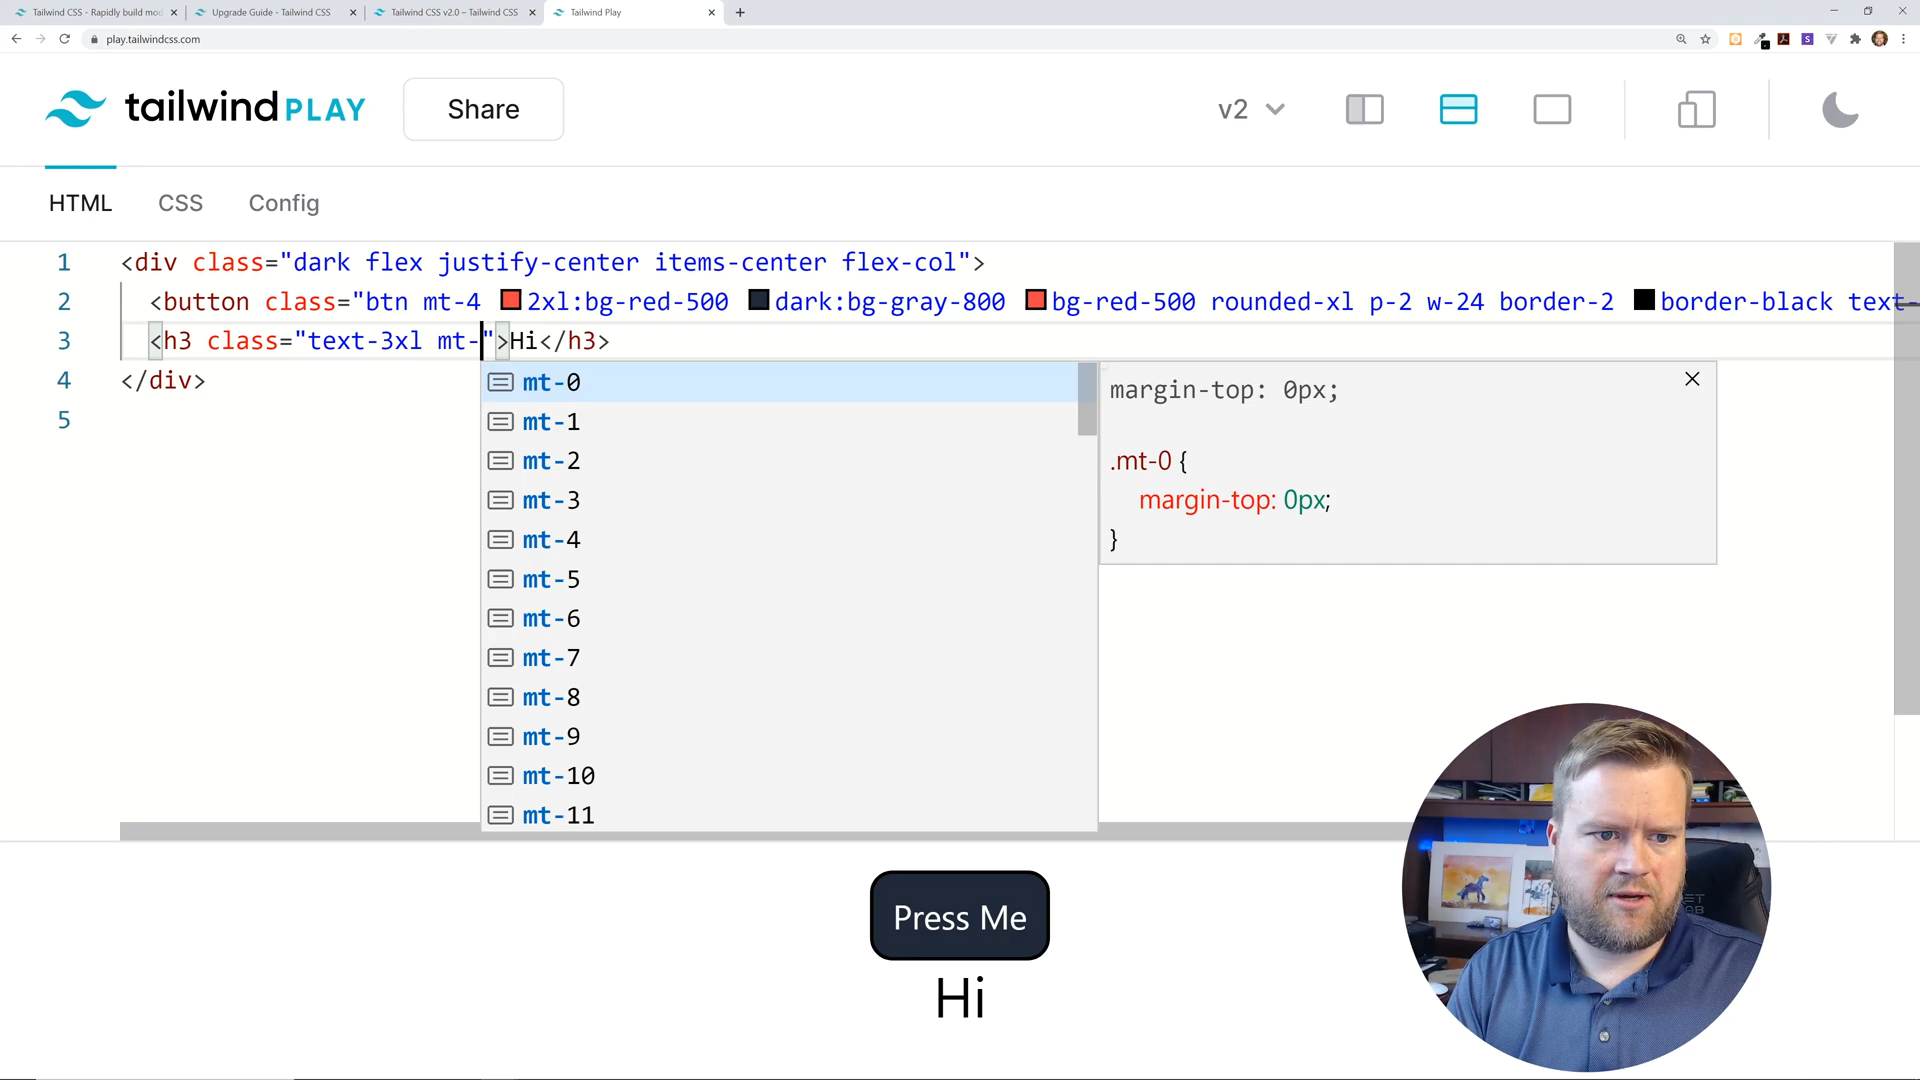 Tailwind CSS - Rapidly build mod
Upgrade Guide - Tailwind CSS
Tailwind CSS v2.0 – Tailwind CSS
Tailwind Play
play.tailwindcss.com
tailwind PLAY
Share
v2
HTML
CSS
Config
1 <div class="dark flex justify-center items-center flex-col">
2 <button class="btn mt-4 2xl:bg-red-500 dark:bg-gray-800 bg-red-500 rounded-xl p-2 w-24 border-2 border-black text-
3 <h3 class="text-3xl mt-">Hi</h3>
4 </div>
5
mt-0
mt-1
mt-2
mt-3
mt-4
mt-5
mt-6
mt-7
mt-8
mt-9
mt-10
mt-11
margin-top: 0px;
.mt-0 {
margin-top: 0px;
}
Press Me
Hi